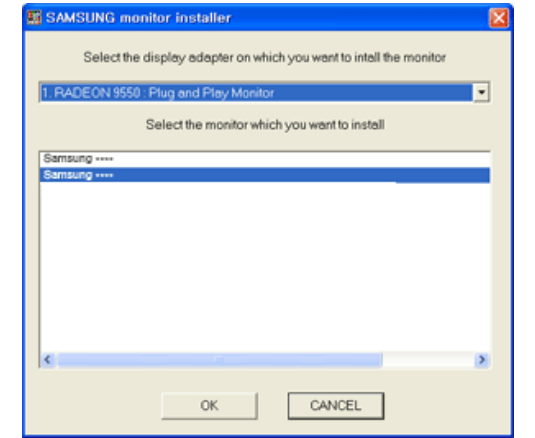 SAMSUNG monitor installer
Select the display adapter on which you want to intall the monitor
1. RADEON 9550 : Plug and Play Monitor
Select the monitor which you want to install
Samsung ----
Samsung ----
OK
CANCEL